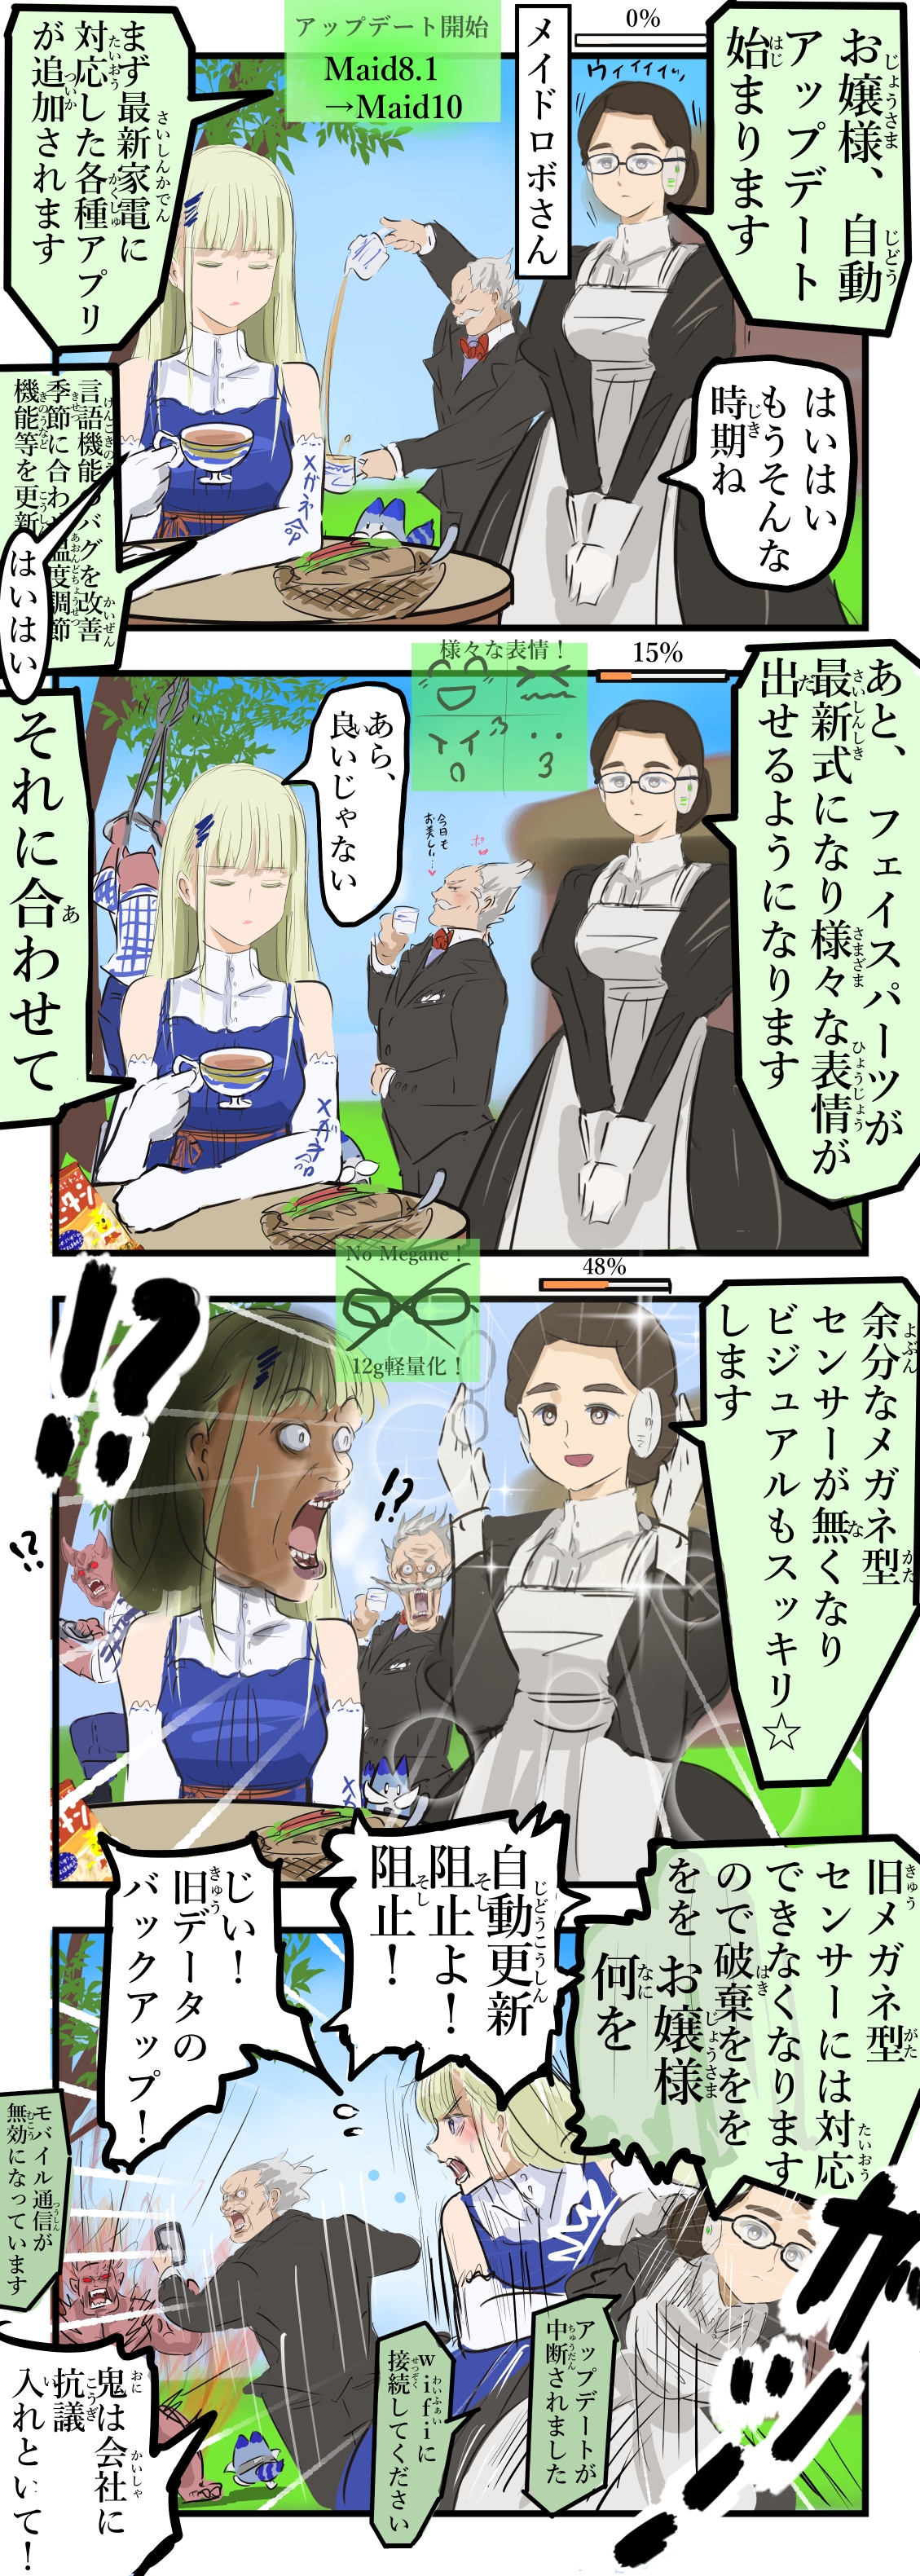 アップデート開始
Maid8.1
→Maid10
0%
お嬢様、自動
アップデート
始まります
メイドロボさん
ウィィィィ
はいはい
もうそんな
時期ね
まず最新家電に
対応した各種アプリ
が追加されます
メガネ命
言語機能のバグを改善
季節に合わせ温度調節
機能等を更新
はいはい
15%
様々な表情！
あと、フェイスパーツが
最新式になり様々な表情が
出せるようになります
あら、
良いじゃない
今日も
お美しい…
ポ
メガネ命
それに合わせて
48%
No Megane！
12g軽量化！
余分なメガネ型
センサーが無くなり
ビジュアルもスッキリ☆
します
!?
!?
!?
メガ
旧メガネ型
センサーには対応
できなくなります
ので破棄ををを
をを お嬢様
何を
自動更新
阻止よ！
阻止！
じい！
旧データの
バックアップ！
ガッ
モバイル通信が
無効になっています
アップデートが
中断されました
wifiに
接続してください
鬼は会社に
抗議
入れといて！